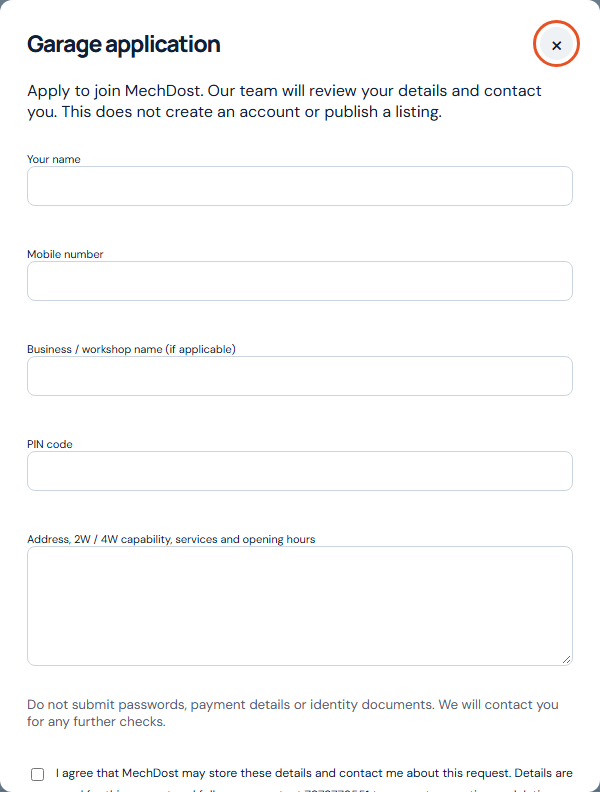 Garage application
×
Apply to join MechDost. Our team will review your details and contact
you. This does not create an account or publish a listing.
Your name
Mobile number
Business / workshop name (if applicable)
PIN code
Address, 2W / 4W capability, services and opening hours
Do not submit passwords, payment details or identity documents. We will contact you
for any further checks.
I agree that MechDost may store these details and contact me about this request. Details are